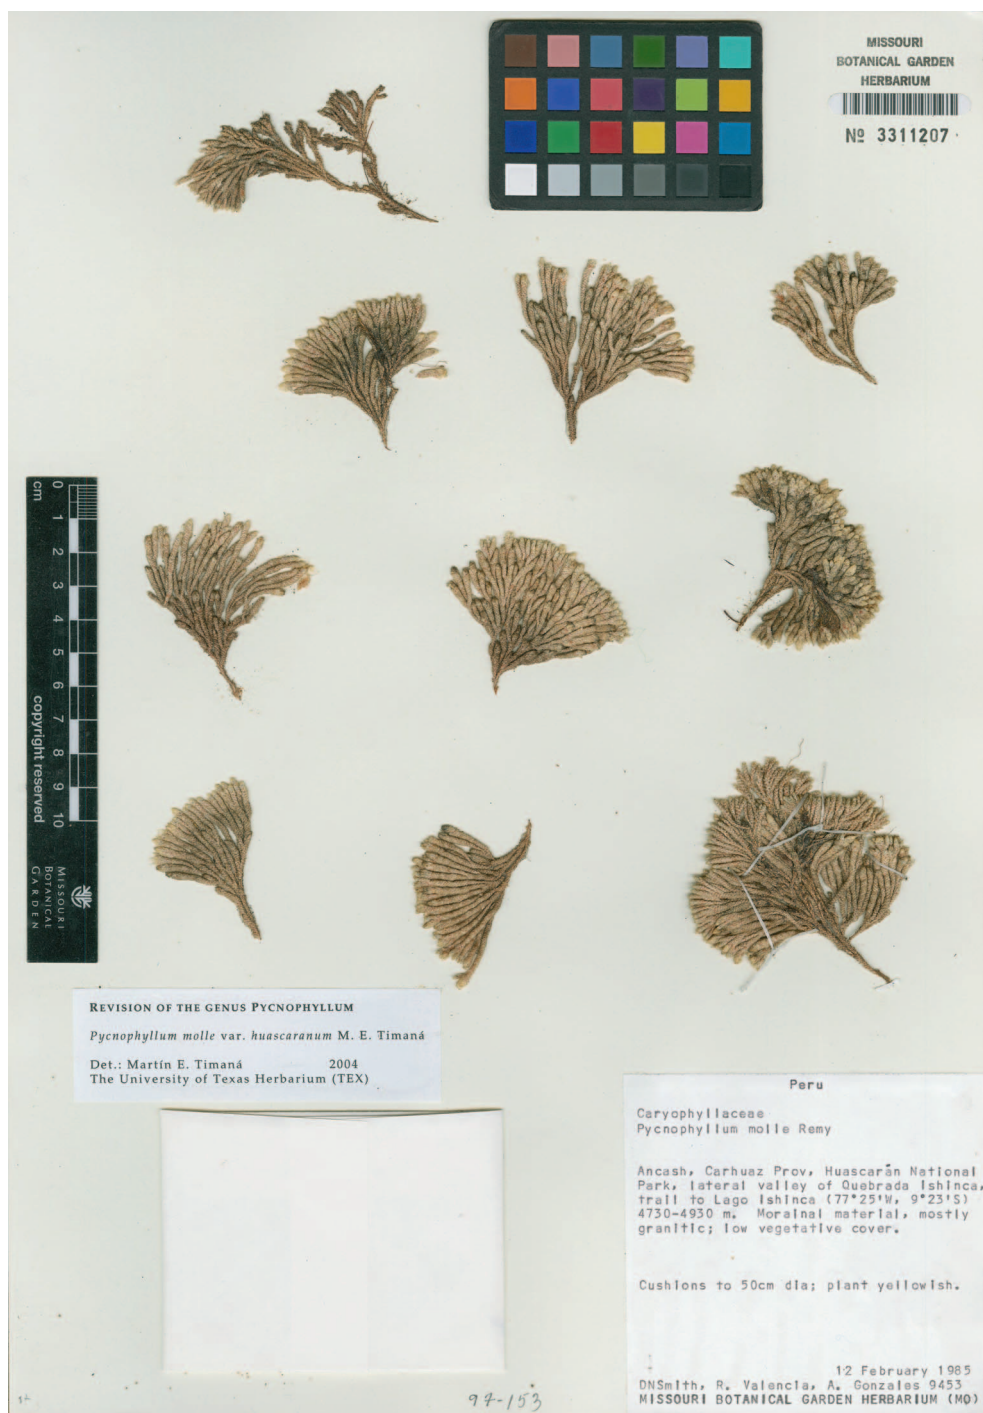 MISSOURI
BOTANICAL GARDEN
HERBARIUM
Nº 3311207
cm
0 1 2 3 4 5 6 7 8 9 10
copyright reserved
MISSOURI
BOTANICAL
GARDEN
REVISION OF THE GENUS PYCNOPHYLLUM
Pycnophyllum molle var. huascaranum M. E. Timaná
Det.: Martín E. Timaná 2004
The University of Texas Herbarium (TEX)
Peru
Caryophyllaceae
Pycnophyllum molle Remy
Ancash, Carhuaz Prov, Huascarán National
Park, lateral valley of Quebrada Ishinca,
trail to Lago Ishinca (77°25'W, 9°23'S)
4730-4930 m. Morainal material, mostly
granitic; low vegetative cover.
Cushions to 50cm dia; plant yellowish.
12 February 1985
DNSmith, R. Valencia, A. Gonzales 9453
MISSOURI BOTANICAL GARDEN HERBARIUM (MO)
97-153